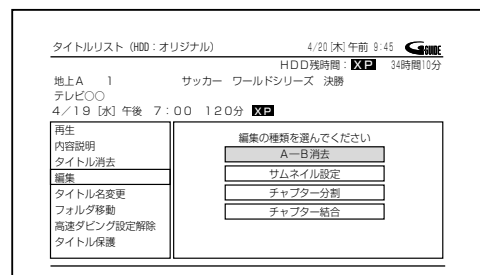 タイトルリスト（HDD：オリジナル） 4/20[木]午前 9:45 GGUIDE
HDD残時間：XP 34時間10分
地上A 1 サッカー ワールドシリーズ 決勝
テレビ○○
4/19［水］午後 7：00 120分 XP
再生
内容説明
タイトル消去
編集
タイトル名変更
フォルダ移動
高速ダビング設定解除
タイトル保護
編集の種類を選んでください
A—B消去
サムネイル設定
チャプター分割
チャプター結合